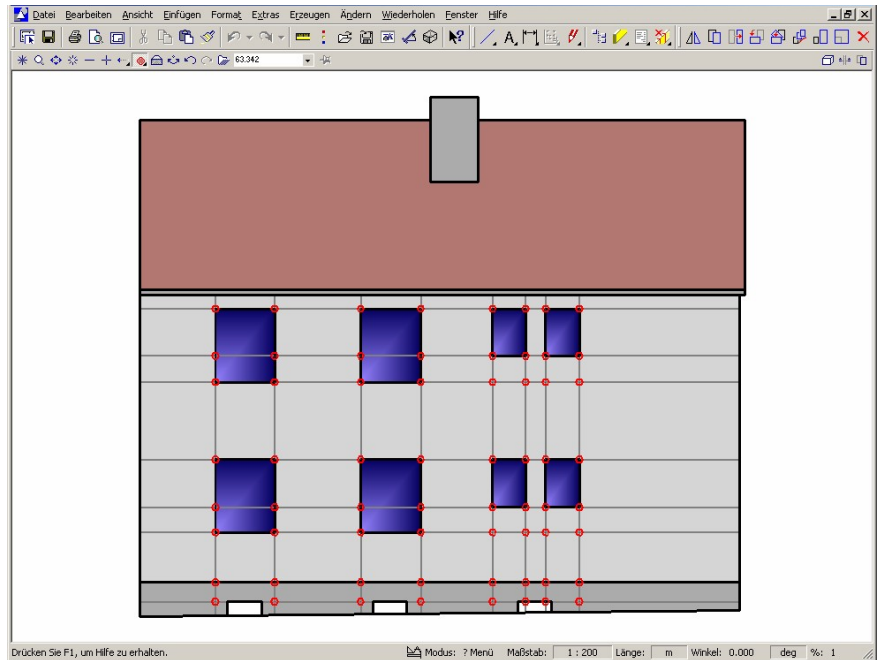 Datei Bearbeiten Ansicht Einfügen Format Extras Erzeugen Ändern Wiederholen Fenster Hilfe
63.342
Drücken Sie F1, um Hilfe zu erhalten. Modus: ? Menü Maßstab: 1 : 200 Länge: m Winkel: 0.000 deg %: 1